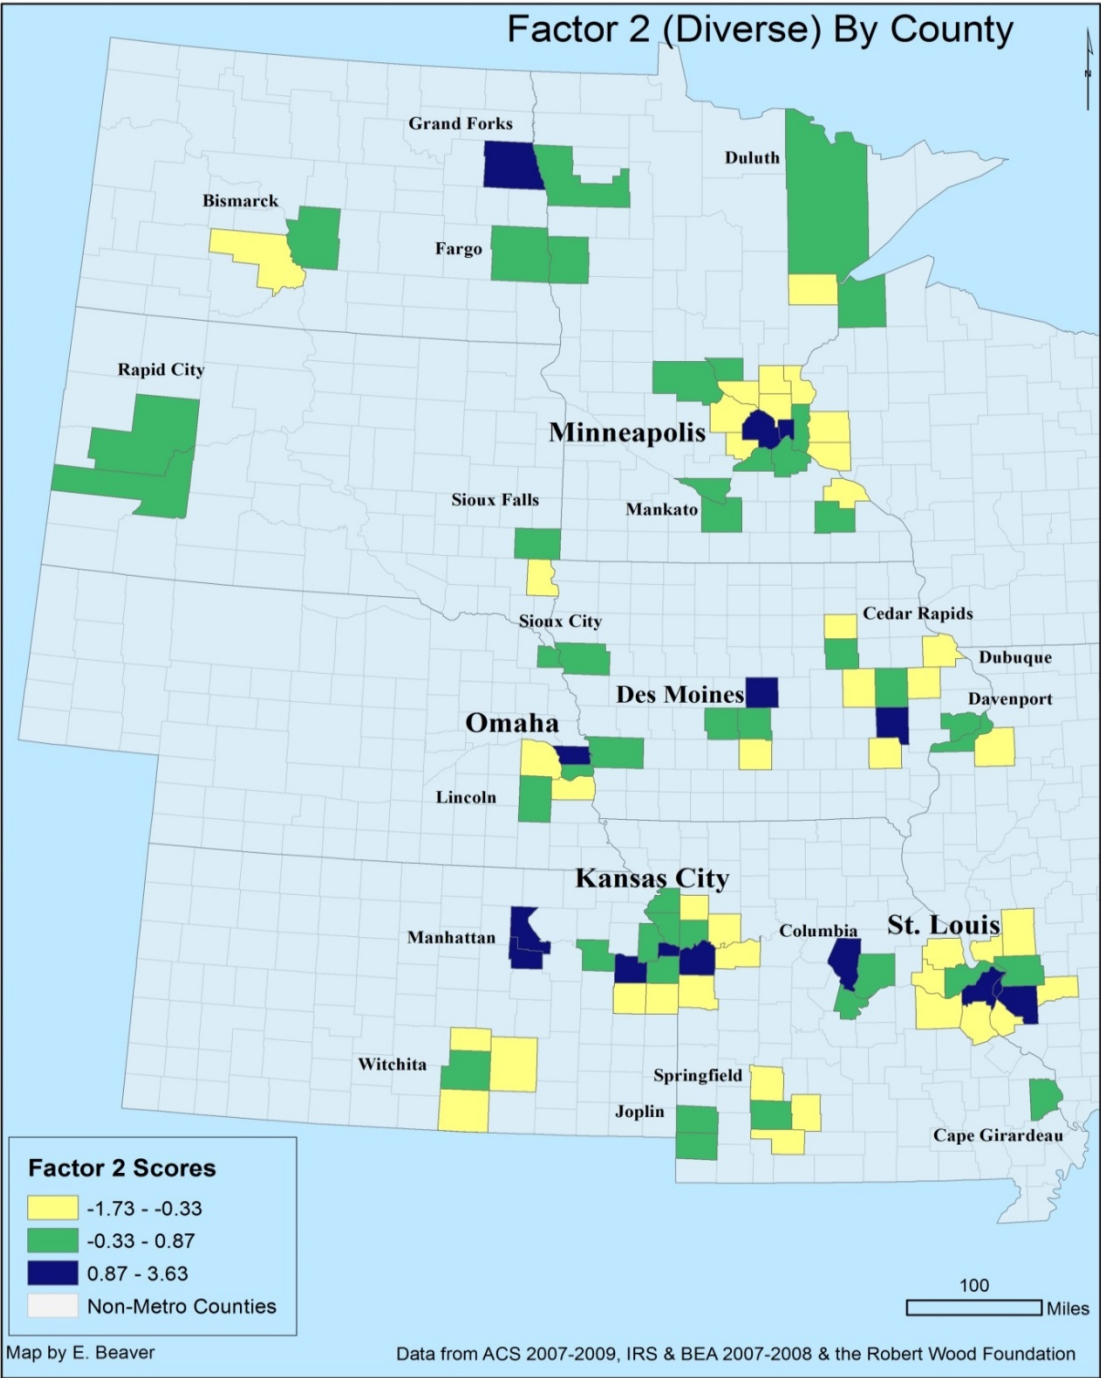 Factor 2 (Diverse) By County
N
Grand Forks
Duluth
Bismarck
Fargo
Rapid City
Minneapolis
Sioux Falls
Mankato
Sioux City
Cedar Rapids
Dubuque
Des Moines
Davenport
Omaha
Lincoln
Kansas City
Manhattan
Columbia
St. Louis
Witchita
Springfield
Joplin
Cape Girardeau
Factor 2 Scores
-1.73 - -0.33
-0.33 - 0.87
0.87 - 3.63
Non-Metro Counties
100
Miles
Map by E. Beaver
Data from ACS 2007-2009, IRS & BEA 2007-2008 & the Robert Wood Foundation